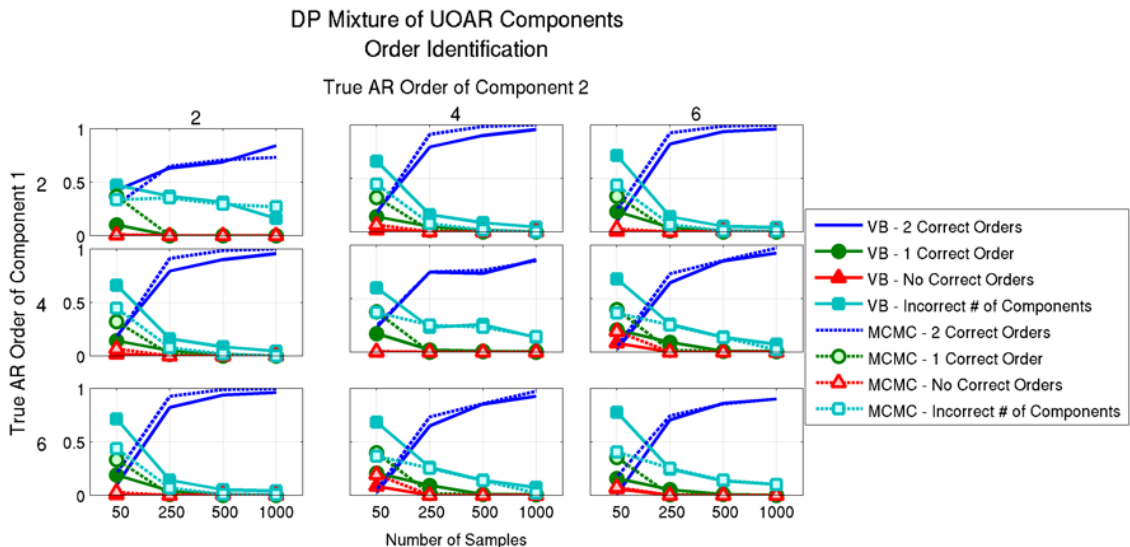 DP Mixture of UOAR Components
Order Identification
True AR Order of Component 2
2
4
6
True AR Order of Component 1
1
2
0.5
0
1
4
0.5
0
1
6
0.5
0
50 250 500 1000
50 250 500 1000
50 250 500 1000
Number of Samples
VB - 2 Correct Orders
VB - 1 Correct Order
VB - No Correct Orders
VB - Incorrect # of Components
MCMC - 2 Correct Orders
MCMC - 1 Correct Order
MCMC - No Correct Orders
MCMC - Incorrect # of Components